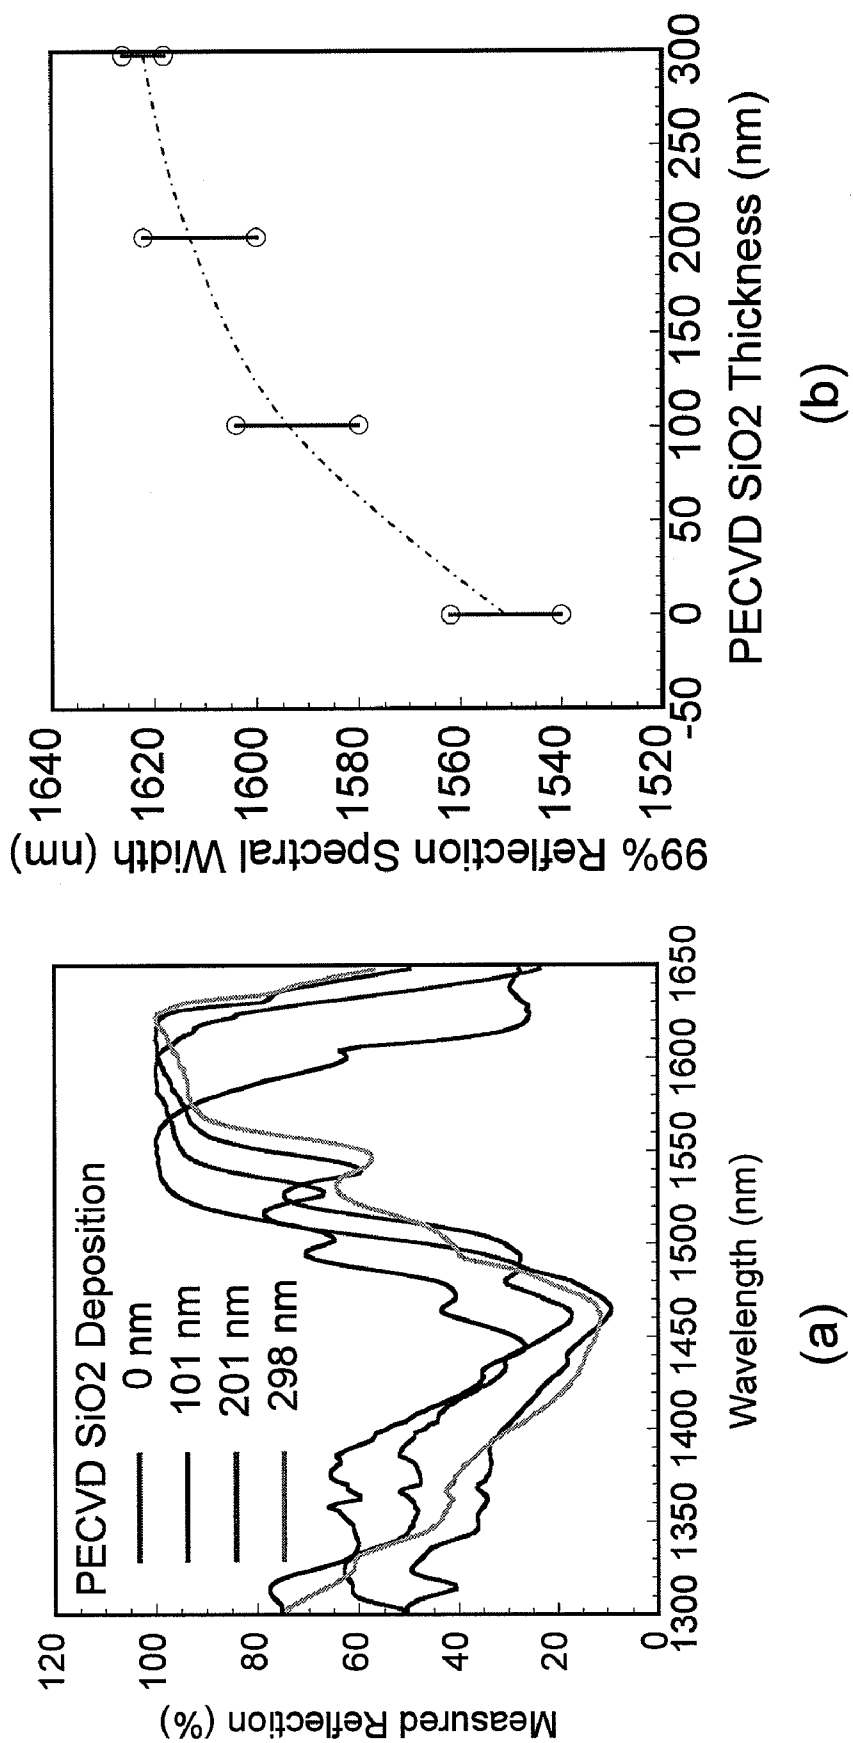 120
100
80
60
40
20
0
Measured Reflection (%)
PECVD SiO2 Deposition
0 nm
101 nm
201 nm
298 nm
1300 1350 1400 1450 1500 1550 1600 1650
Wavelength (nm)
(a)
1640
1620
1600
1580
1560
1540
1520
99% Reflection Spectral Width (nm)
-50 0 50 100 150 200 250 300
PECVD SiO2 Thickness (nm)
(b)